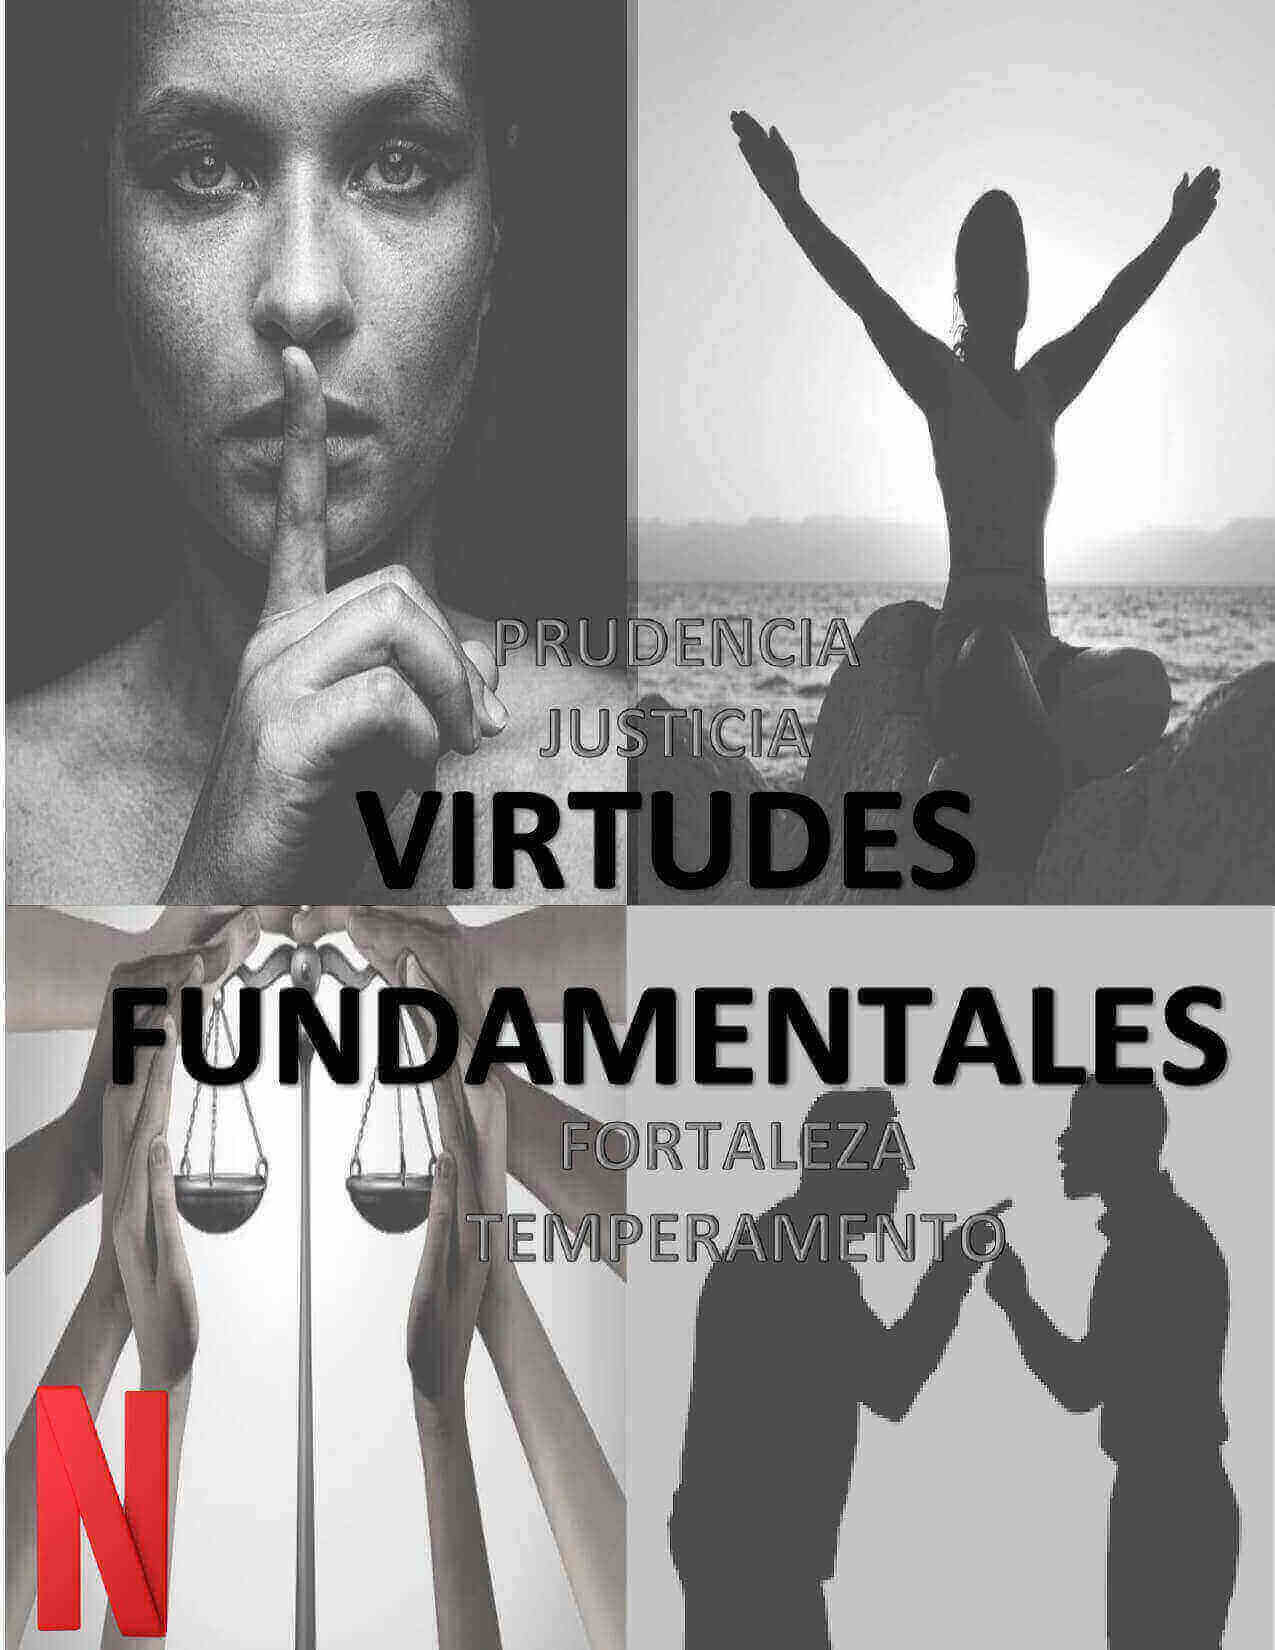 PRUDENCIA
JUSTICIA
VIRTUDES
FUNDAMENTALES
FORTALEZA
TEMPERAMENTO
N